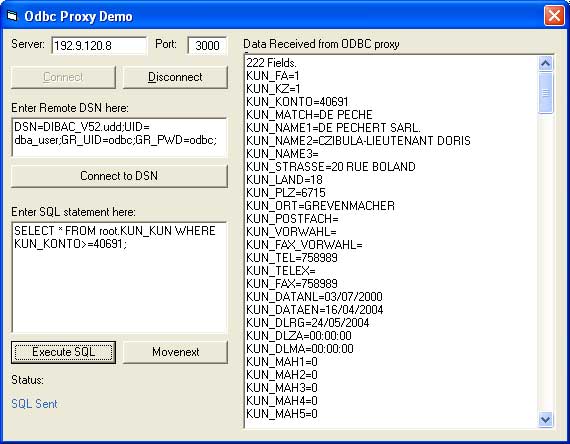 Odbc Proxy Demo
Server: 192.9.120.8 Port: 3000
Connect Disconnect
Enter Remote DSN here:
DSN=DIBAC_V52.udd;UID=
dba_user;GR_UID=odbc;GR_PWD=odbc;
Connect to DSN
Enter SQL statement here:
SELECT * FROM root.KUN_KUN WHERE
KUN_KONTO>=40691;
Execute SQL Movenext
Status:
SQL Sent
Data Received from ODBC proxy
222 Fields.
KUN_FA=1
KUN_KZ=1
KUN_KONTO=40691
KUN_MATCH=DE PECHE
KUN_NAME1=DE PECHERT SARL.
KUN_NAME2=CZIBULA-LIEUTENANT DORIS
KUN_NAME3=
KUN_STRASSE=20 RUE BOLAND
KUN_LAND=18
KUN_PLZ=6715
KUN_ORT=GREVENMACHER
KUN_POSTFACH=
KUN_VORWAHL=
KUN_FAX_VORWAHL=
KUN_TEL=758989
KUN_TELEX=
KUN_FAX=758989
KUN_DATANL=03/07/2000
KUN_DATAEN=16/04/2004
KUN_DLRG=24/05/2004
KUN_DLZA=00:00:00
KUN_DLMA=00:00:00
KUN_MAH1=0
KUN_MAH2=0
KUN_MAH3=0
KUN_MAH4=0
KUN_MAH5=0